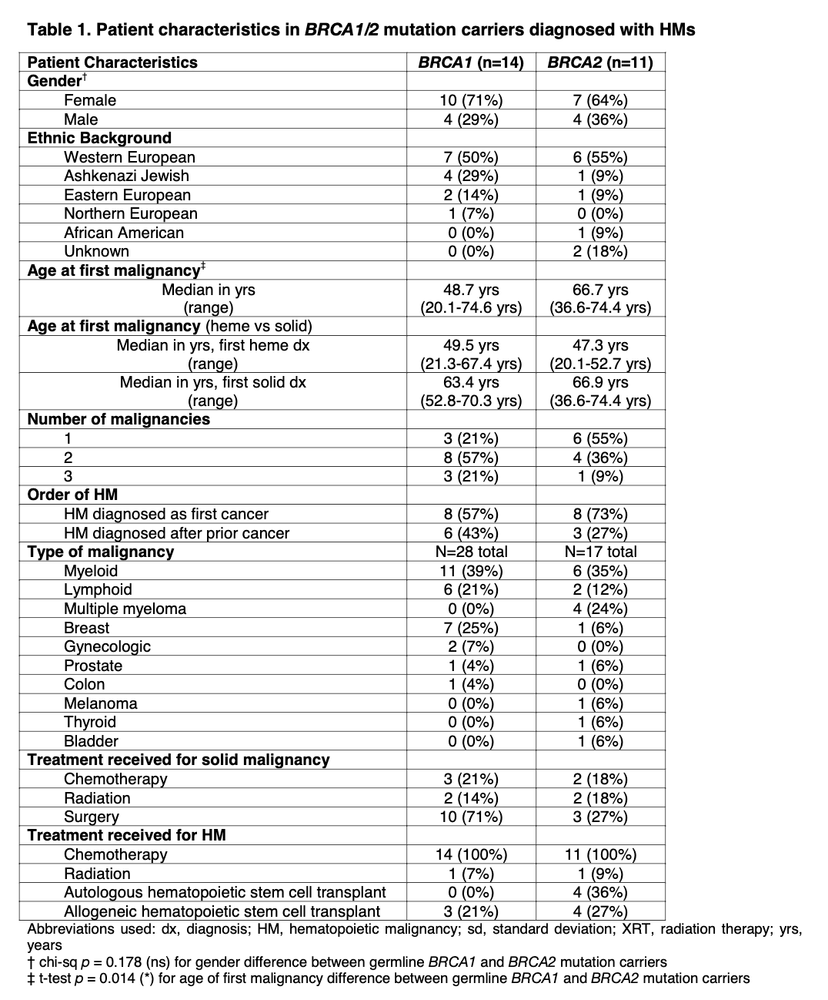 Table 1. Patient characteristics in BRCA1/2 mutation carriers diagnosed with HMs
Patient Characteristics BRCA1 (n=14) BRCA2 (n=11)
Gender†
Female 10 (71%) 7 (64%)
Male 4 (29%) 4 (36%)
Ethnic Background
Western European 7 (50%) 6 (55%)
Ashkenazi Jewish 4 (29%) 1 (9%)
Eastern European 2 (14%) 1 (9%)
Northern European 1 (7%) 0 (0%)
African American 0 (0%) 1 (9%)
Unknown 0 (0%) 2 (18%)
Age at first malignancy‡
Median in yrs 48.7 yrs 66.7 yrs
(range) (20.1-74.6 yrs) (36.6-74.4 yrs)
Age at first malignancy (heme vs solid)
Median in yrs, first heme dx 49.5 yrs 47.3 yrs
(range) (21.3-67.4 yrs) (20.1-52.7 yrs)
Median in yrs, first solid dx 63.4 yrs 66.9 yrs
(range) (52.8-70.3 yrs) (36.6-74.4 yrs)
Number of malignancies
1 3 (21%) 6 (55%)
2 8 (57%) 4 (36%)
3 3 (21%) 1 (9%)
Order of HM
HM diagnosed as first cancer 8 (57%) 8 (73%)
HM diagnosed after prior cancer 6 (43%) 3 (27%)
Type of malignancy N=28 total N=17 total
Myeloid 11 (39%) 6 (35%)
Lymphoid 6 (21%) 2 (12%)
Multiple myeloma 0 (0%) 4 (24%)
Breast 7 (25%) 1 (6%)
Gynecologic 2 (7%) 0 (0%)
Prostate 1 (4%) 1 (6%)
Colon 1 (4%) 0 (0%)
Melanoma 0 (0%) 1 (6%)
Thyroid 0 (0%) 1 (6%)
Bladder 0 (0%) 1 (6%)
Treatment received for solid malignancy
Chemotherapy 3 (21%) 2 (18%)
Radiation 2 (14%) 2 (18%)
Surgery 10 (71%) 3 (27%)
Treatment received for HM
Chemotherapy 14 (100%) 11 (100%)
Radiation 1 (7%) 1 (9%)
Autologous hematopoietic stem cell transplant 0 (0%) 4 (36%)
Allogeneic hematopoietic stem cell transplant 3 (21%) 4 (27%)
Abbreviations used: dx, diagnosis; HM, hematopoietic malignancy; sd, standard deviation; XRT, radiation therapy; yrs,
years
† chi-sq p = 0.178 (ns) for gender difference between germline BRCA1 and BRCA2 mutation carriers
‡ t-test p = 0.014 (*) for age of first malignancy difference between germline BRCA1 and BRCA2 mutation carriers